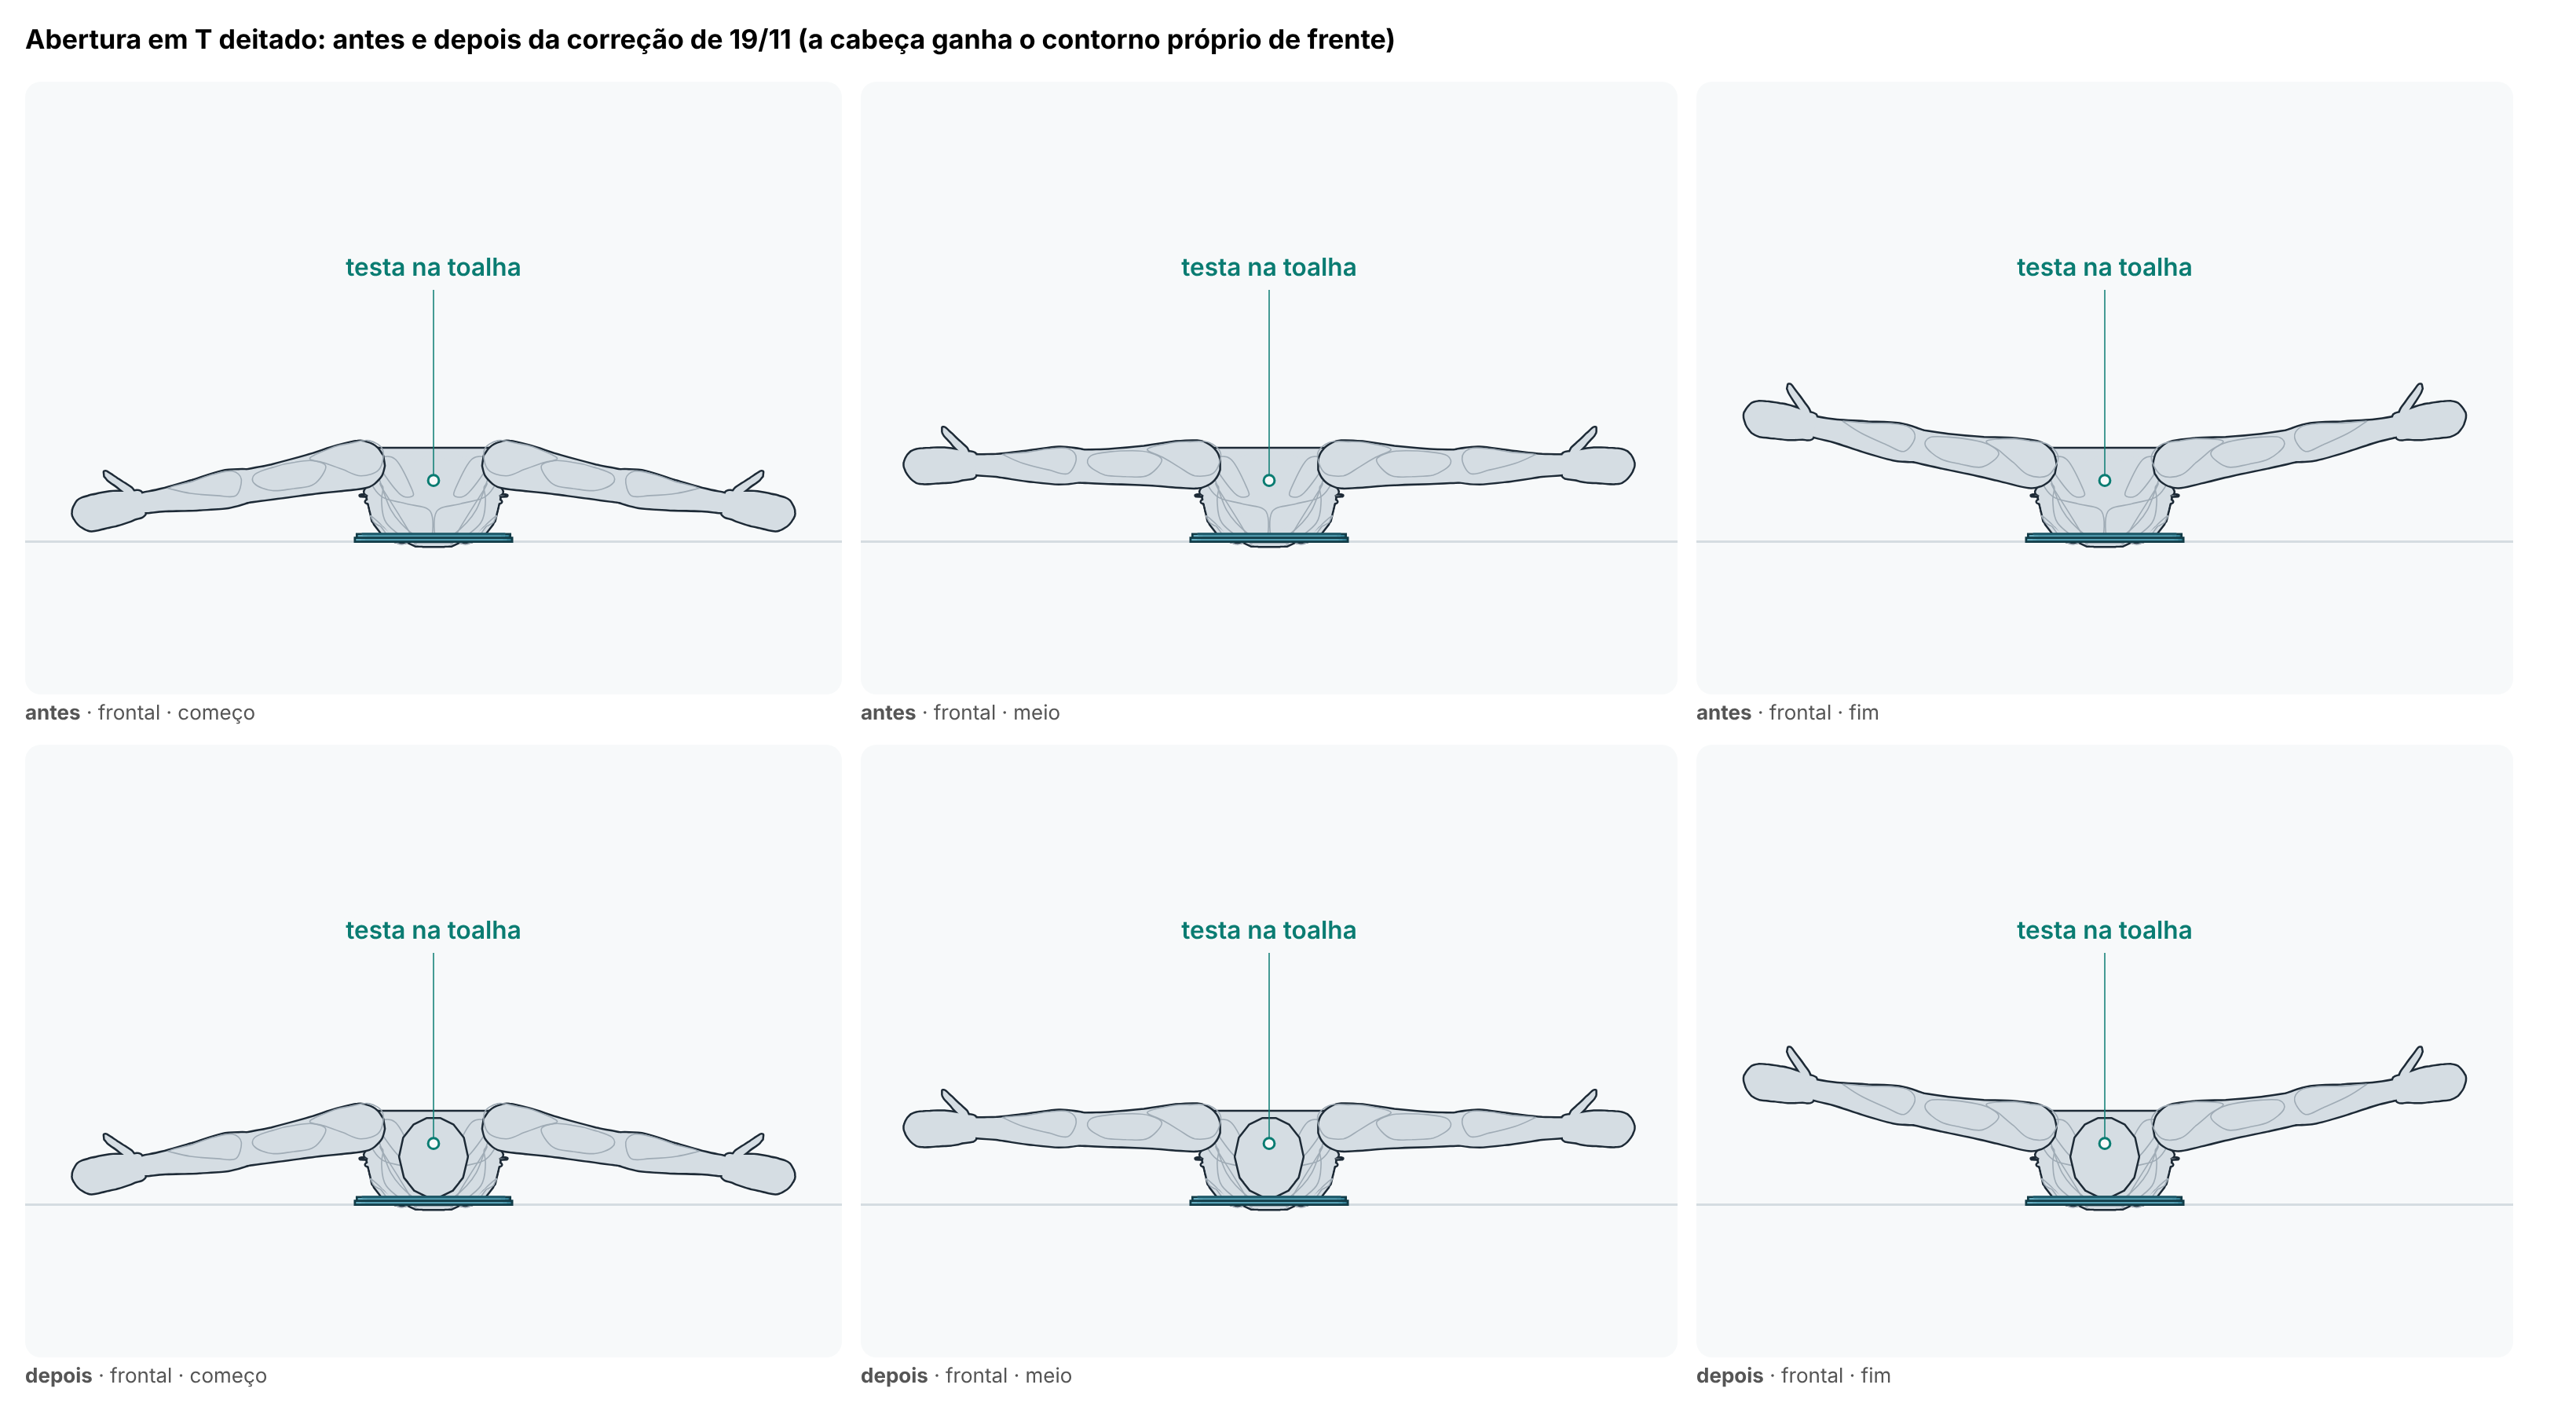 Abertura em T deitado: antes e depois da correção de 19/11 (a cabeça ganha o contorno próprio de frente)
testa na toalha
testa na toalha
testa na toalha
antes · frontal · começo
antes · frontal · meio
antes · frontal · fim
testa na toalha
testa na toalha
testa na toalha
depois · frontal · começo
depois · frontal · meio
depois · frontal · fim